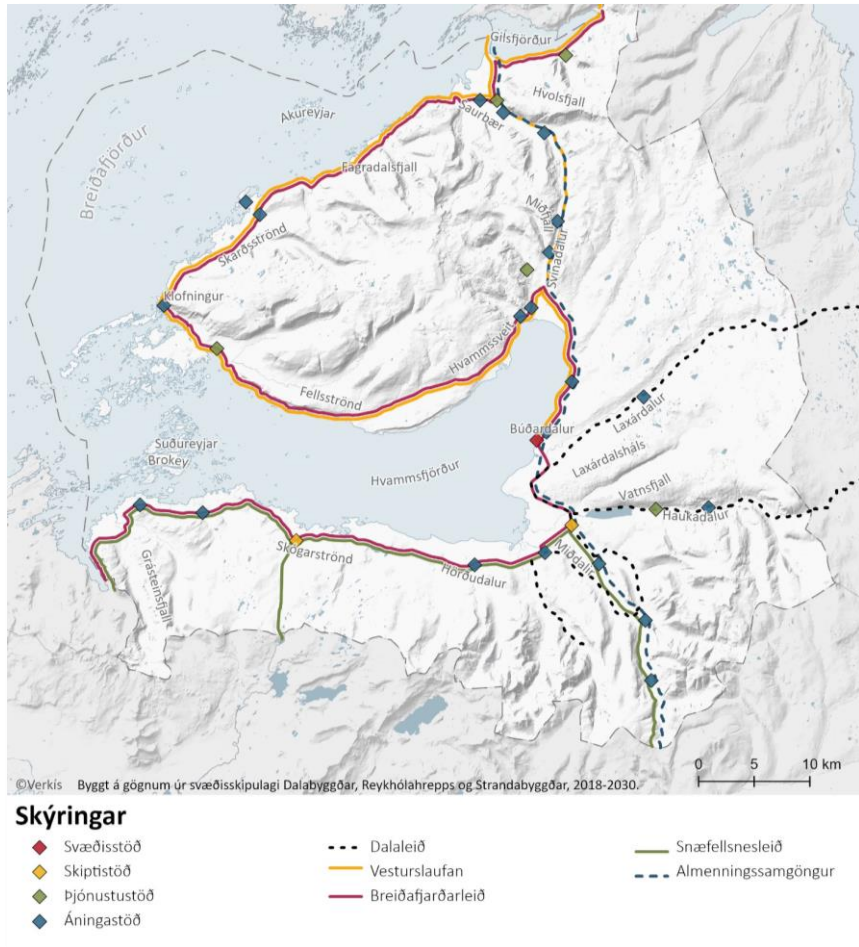 Gilsfjörður
Hvolsfjall
Saurbær
Akureyjar
Breiðafjörður
Fagradalsfjall
Miðfjall
Skarðsströnd
Svínadalur
Klofningur
Hvammssveit
Fellsströnd
Laxárdalur
Búðardalur
Suðureyjar
Brokey
Laxárdalsháls
Hvammsfjörður
Vatnsfjall
Haukadalur
Skógarströnd
Miðdalir
Hörðudalur
Grásteinsfjall
©Verkís Byggt á gögnum úr svæðisskipulagi Dalabyggðar, Reykhólahrepps og Strandabyggðar, 2018-2030.
0 5 10 km
Skýringar
Svæðisstöð
Skiptistöð
Þjónustustöð
Áningastöð
Dalaleið
Vesturslaufan
Breiðafjarðarleið
Snæfellsnesleið
Almenningssamgöngur